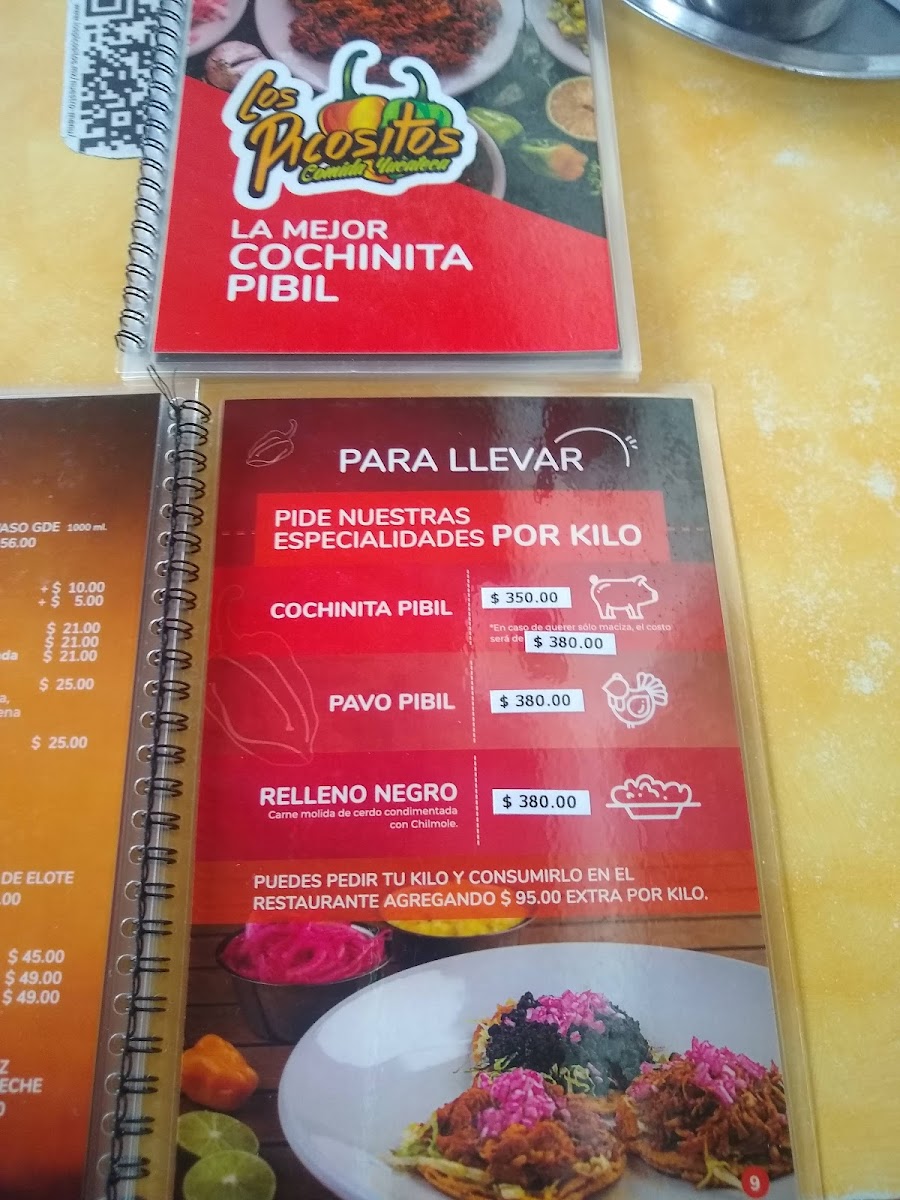 Los
Picositos
Comida Yucateca
LA MEJOR
COCHINITA
PIBIL
VASO GDE 1000 ml.
56.00
+ $ 10.00
+ $ 5.00
$ 21.00
$ 21.00
$ 21.00
$ 25.00
$ 25.00
DE ELOTE
.00
$ 45.00
$ 49.00
$ 49.00
PARA LLEVAR
PIDE NUESTRAS
ESPECIALIDADES POR KILO
COCHINITA PIBIL $ 350.00
*En caso de querer sólo maciza, el costo
será de $ 380.00
PAVO PIBIL $ 380.00
RELLENO NEGRO $ 380.00
Carne molida de cerdo condimentada
con Chilmole.
PUEDES PEDIR TU KILO Y CONSUMIRLO EN EL
RESTAURANTE AGREGANDO $ 95.00 EXTRA POR KILO.
9